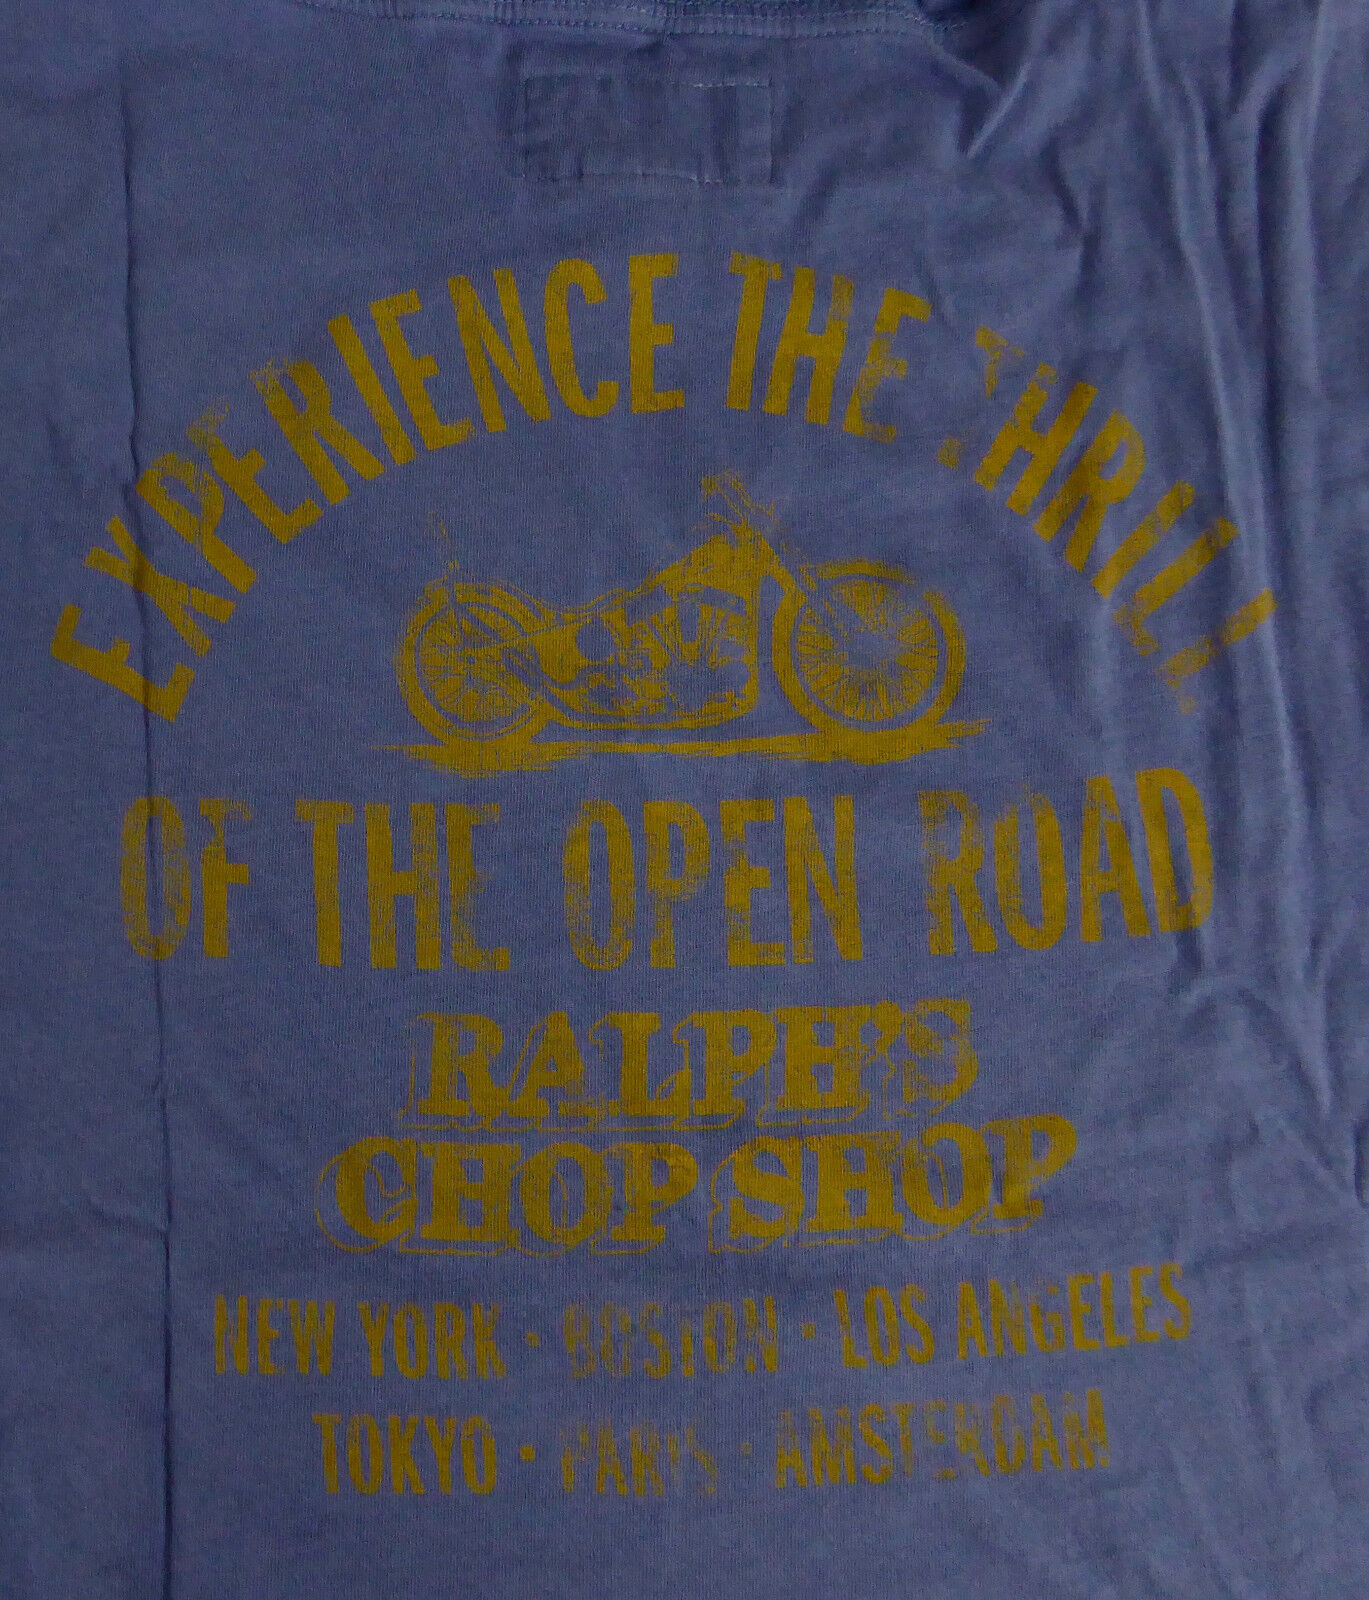 EXPERIENCE THE THRILL
OF THE OPEN ROAD
RALPH'S
CHOP SHOP
NEW YORK · BOSTON · LOS ANGELES
TOKYO · PARIS · AMSTERDAM